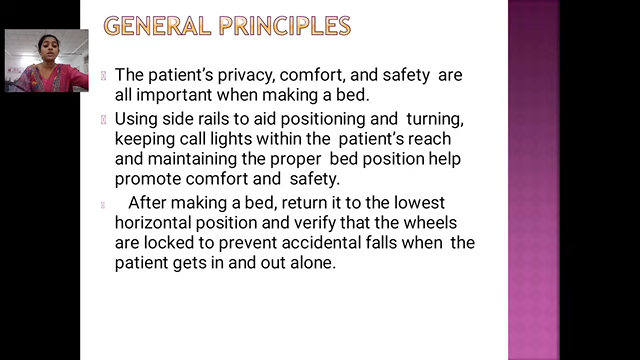 GENERAL PRINCIPLES
The patient's privacy, comfort, and safety are
all important when making a bed.
Using side rails to aid positioning and turning,
keeping call lights within the patient's reach
and maintaining the proper bed position help
promote comfort and safety.
After making a bed, return it to the lowest
horizontal position and verify that the wheels
are locked to prevent accidental falls when the
patient gets in and out alone.